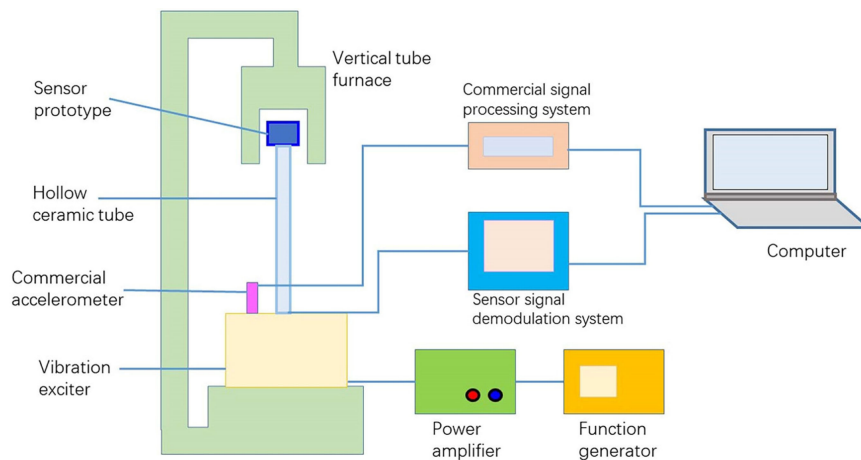 Vertical tube
furnace
Sensor
prototype
Commercial signal
processing system
Hollow
ceramic tube
Computer
Commercial
accelerometer
Sensor signal
demodulation system
Vibration
exciter
Power
amplifier
Function
generator